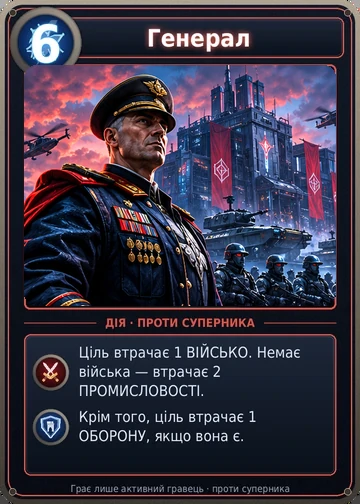 6
Генерал
ДІЯ · ПРОТИ СУПЕРНИКА
Ціль втрачає 1 ВІЙСЬКО. Немає
війська — втрачає 2
ПРОМИСЛОВОСТІ.
Крім того, ціль втрачає 1
ОБОРОНУ, якщо вона є.
Грає лише активний гравець · проти суперника